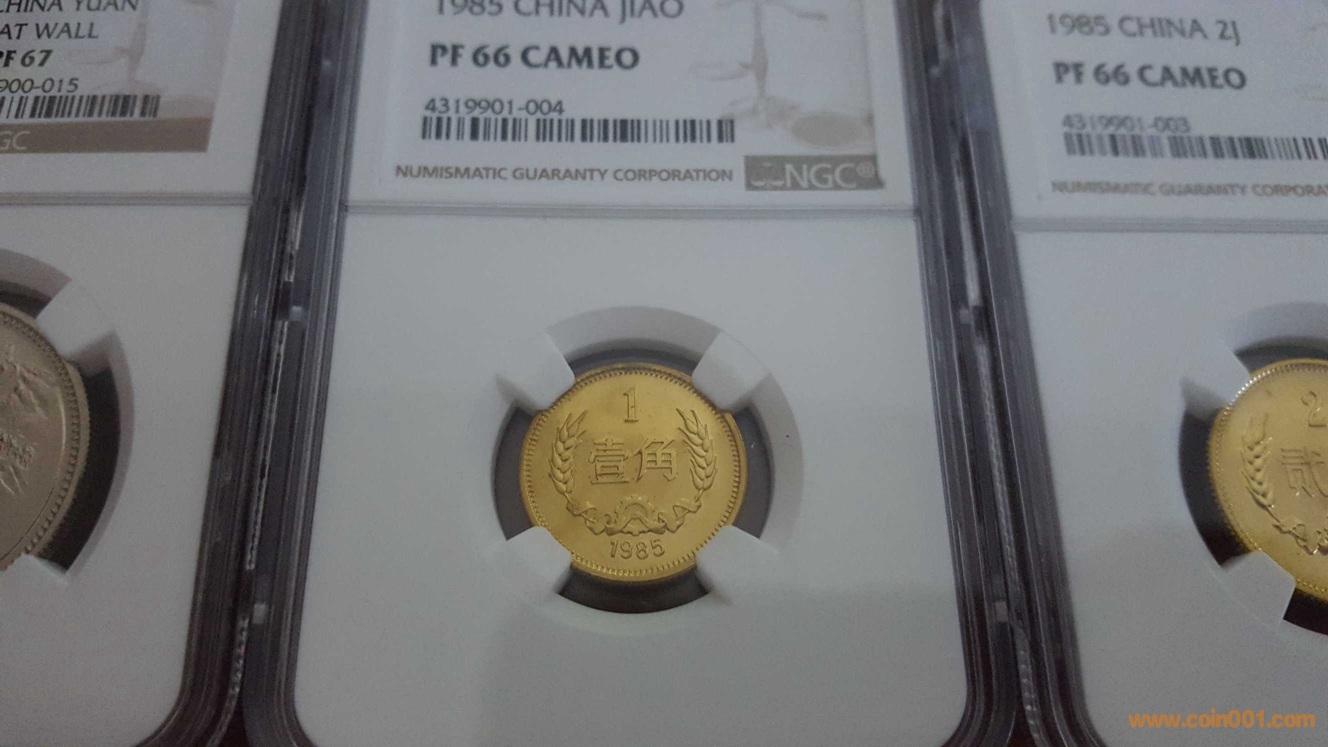 CHINA YUAN
AT WALL
PF 67
900-015
GC
1985 CHINA JIAO
PF 66 CAMEO
4319901-004
NUMISMATIC GUARANTY CORPORATION
NGC®
1985 CHINA 2J
PF 66 CAMEO
4319901-003
NUMISMATIC GUARANTY CORPORA
1
壹角
1985
2
贰
www.coin001.com